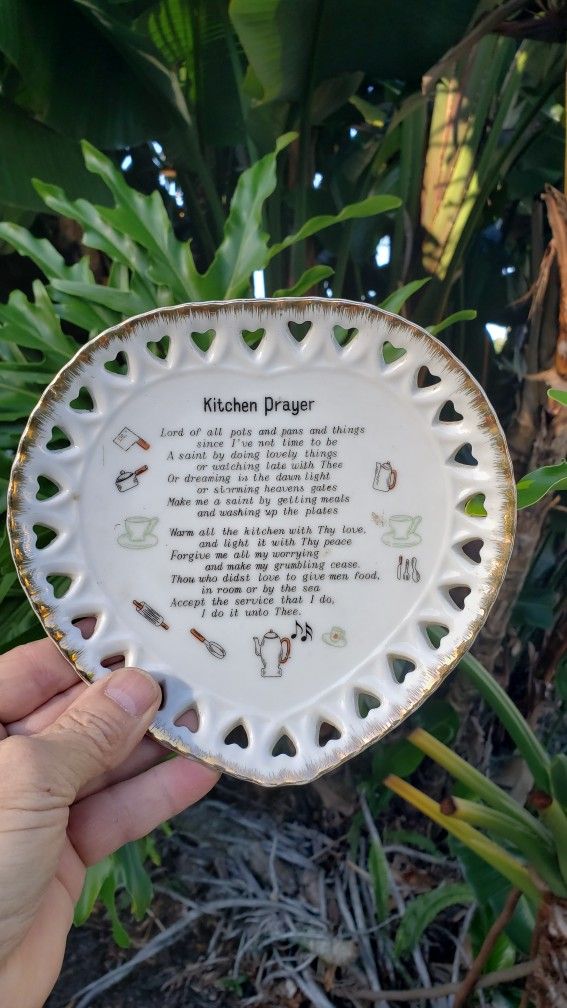 Kitchen Prayer
Lord of all pots and pans and things
since I've not time to be
A saint by doing lovely things
or watching late with Thee
Or dreaming in the dawn light
or storming heavens gates
Make me a saint by getting meals
and washing up the plates
Warm all the kitchen with Thy love,
and light it with Thy peace
Forgive me all my worrying
and make my grumbling cease.
Thou who didst love to give men food,
in room or by the sea
Accept the service that I do,
I do it unto Thee.